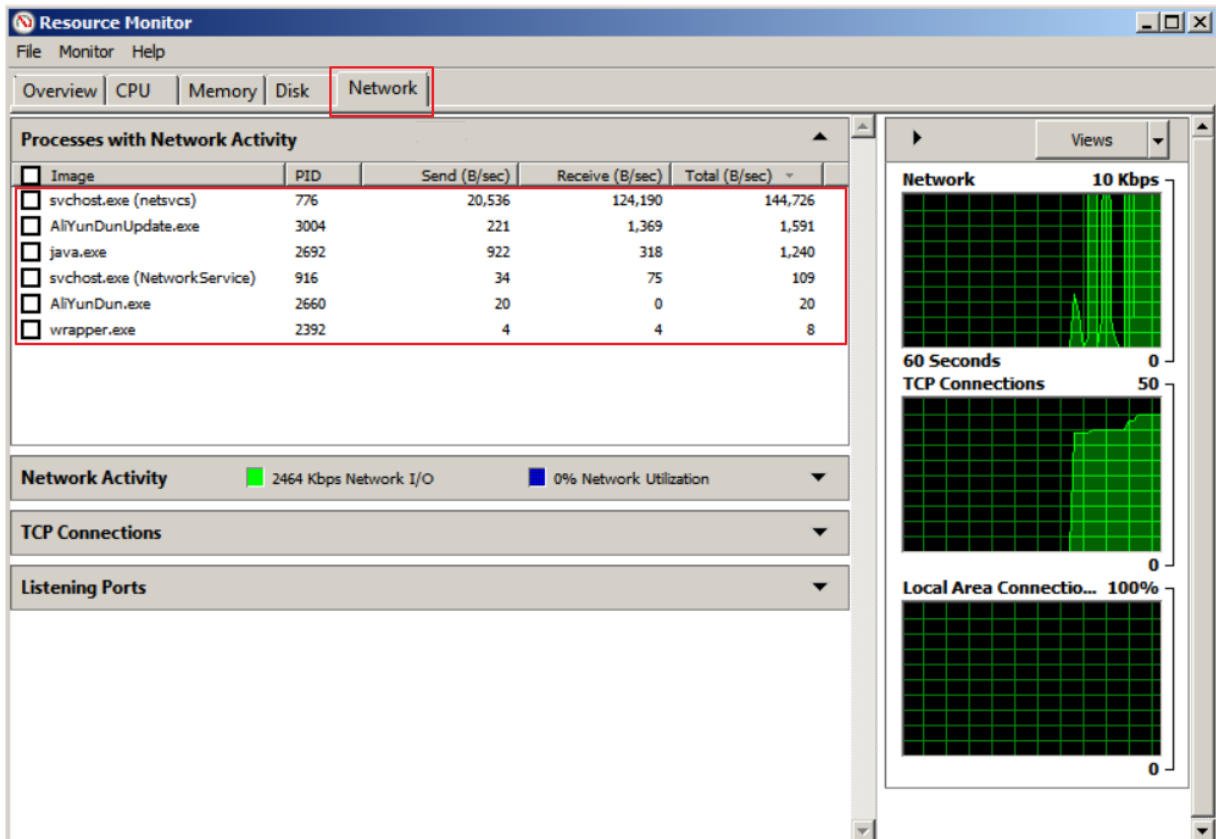 Resource Monitor
File Monitor Help
Overview CPU Memory Disk Network
Processes with Network Activity
Image PID Send (B/sec) Receive (B/sec) Total (B/sec)
svchost.exe (netsvcs) 776 20,536 124,190 144,726
AliYunDunUpdate.exe 3004 221 1,369 1,591
java.exe 2692 922 318 1,240
svchost.exe (NetworkService) 916 34 75 109
AliYunDun.exe 2660 20 0 20
wrapper.exe 2392 4 4 8
Network Activity 2464 Kbps Network I/O 0% Network Utilization
TCP Connections
Listening Ports
Views
Network 10 Kbps
60 Seconds 0
TCP Connections 50
0
Local Area Connectio... 100%
0